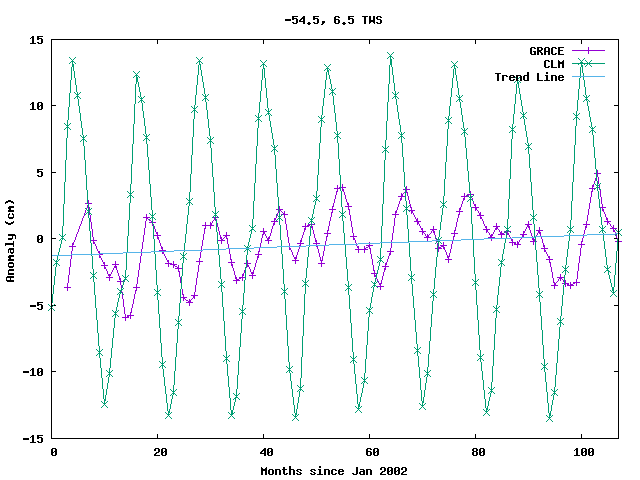 -54.5, 6.5 TWS
15
GRACE
CLM
Trend Line
10
5
0
-5
-10
-15
Anomaly (cm)
0 20 40 60 80 100
Months since Jan 2002